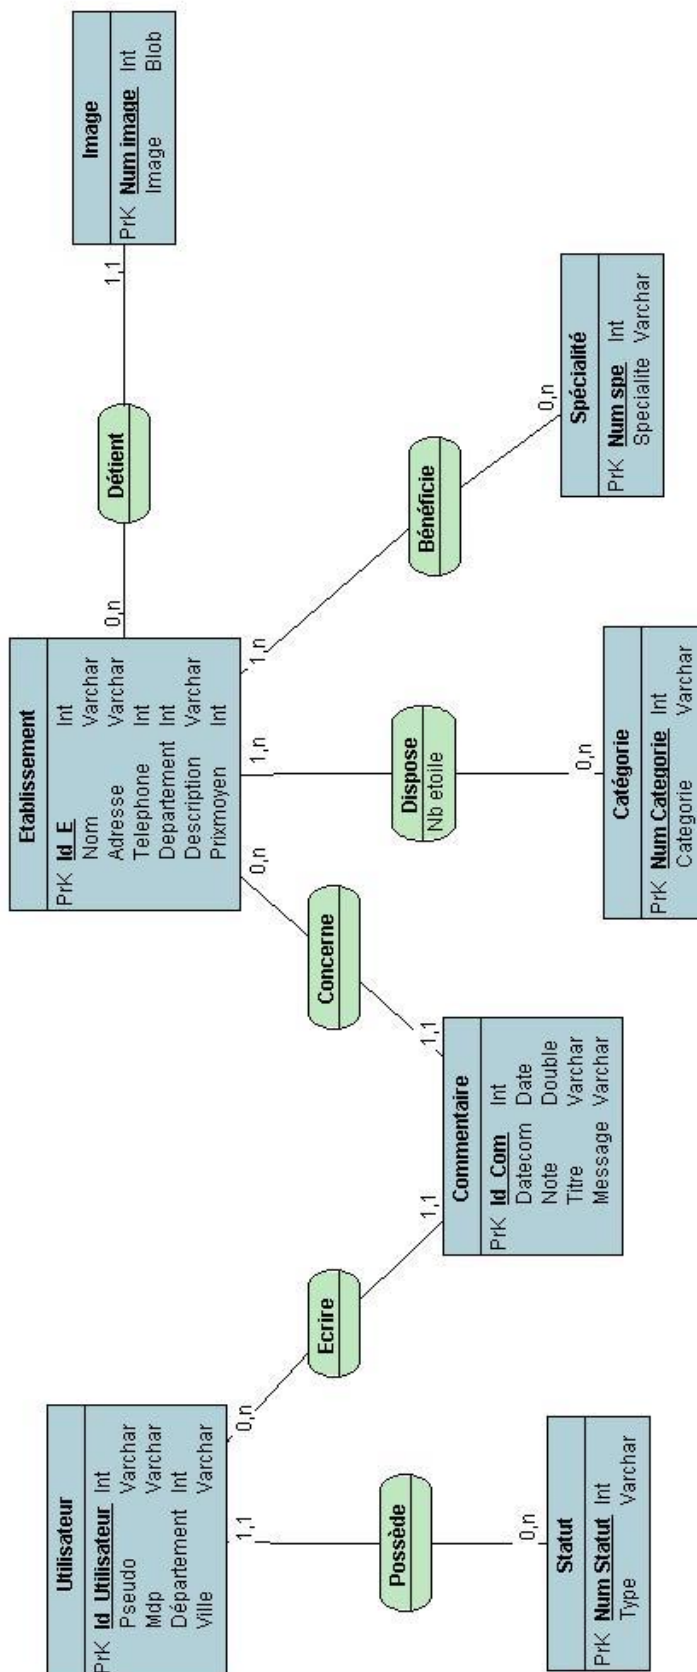 Utilisateur
PrK Id_Utilisateur Int
Pseudo Varchar
Mdp Varchar
Département Int
Ville Varchar
0,n
1,1
Ecrire
Possède
0,n
Statut
PrK Num Statut Int
Type Varchar
1,1
Commentaire
PrK Id_Com Int
Datecom Date
Note Double
Titre Varchar
Message Varchar
1,1
Concerne
0,n
Etablissement
PrK Id_E Int
Nom Varchar
Adresse Varchar
Telephone Int
Departement Int
Description Varchar
Prixmoyen Int
1,n
Dispose
Nb etoile
0,n
Catégorie
PrK Num Categorie Int
Categorie Varchar
1,n
Bénéficie
0,n
Spécialité
PrK Num spe Int
Specialite Varchar
0,n
Détient
1,1
Image
PrK Num image Int
Image Blob